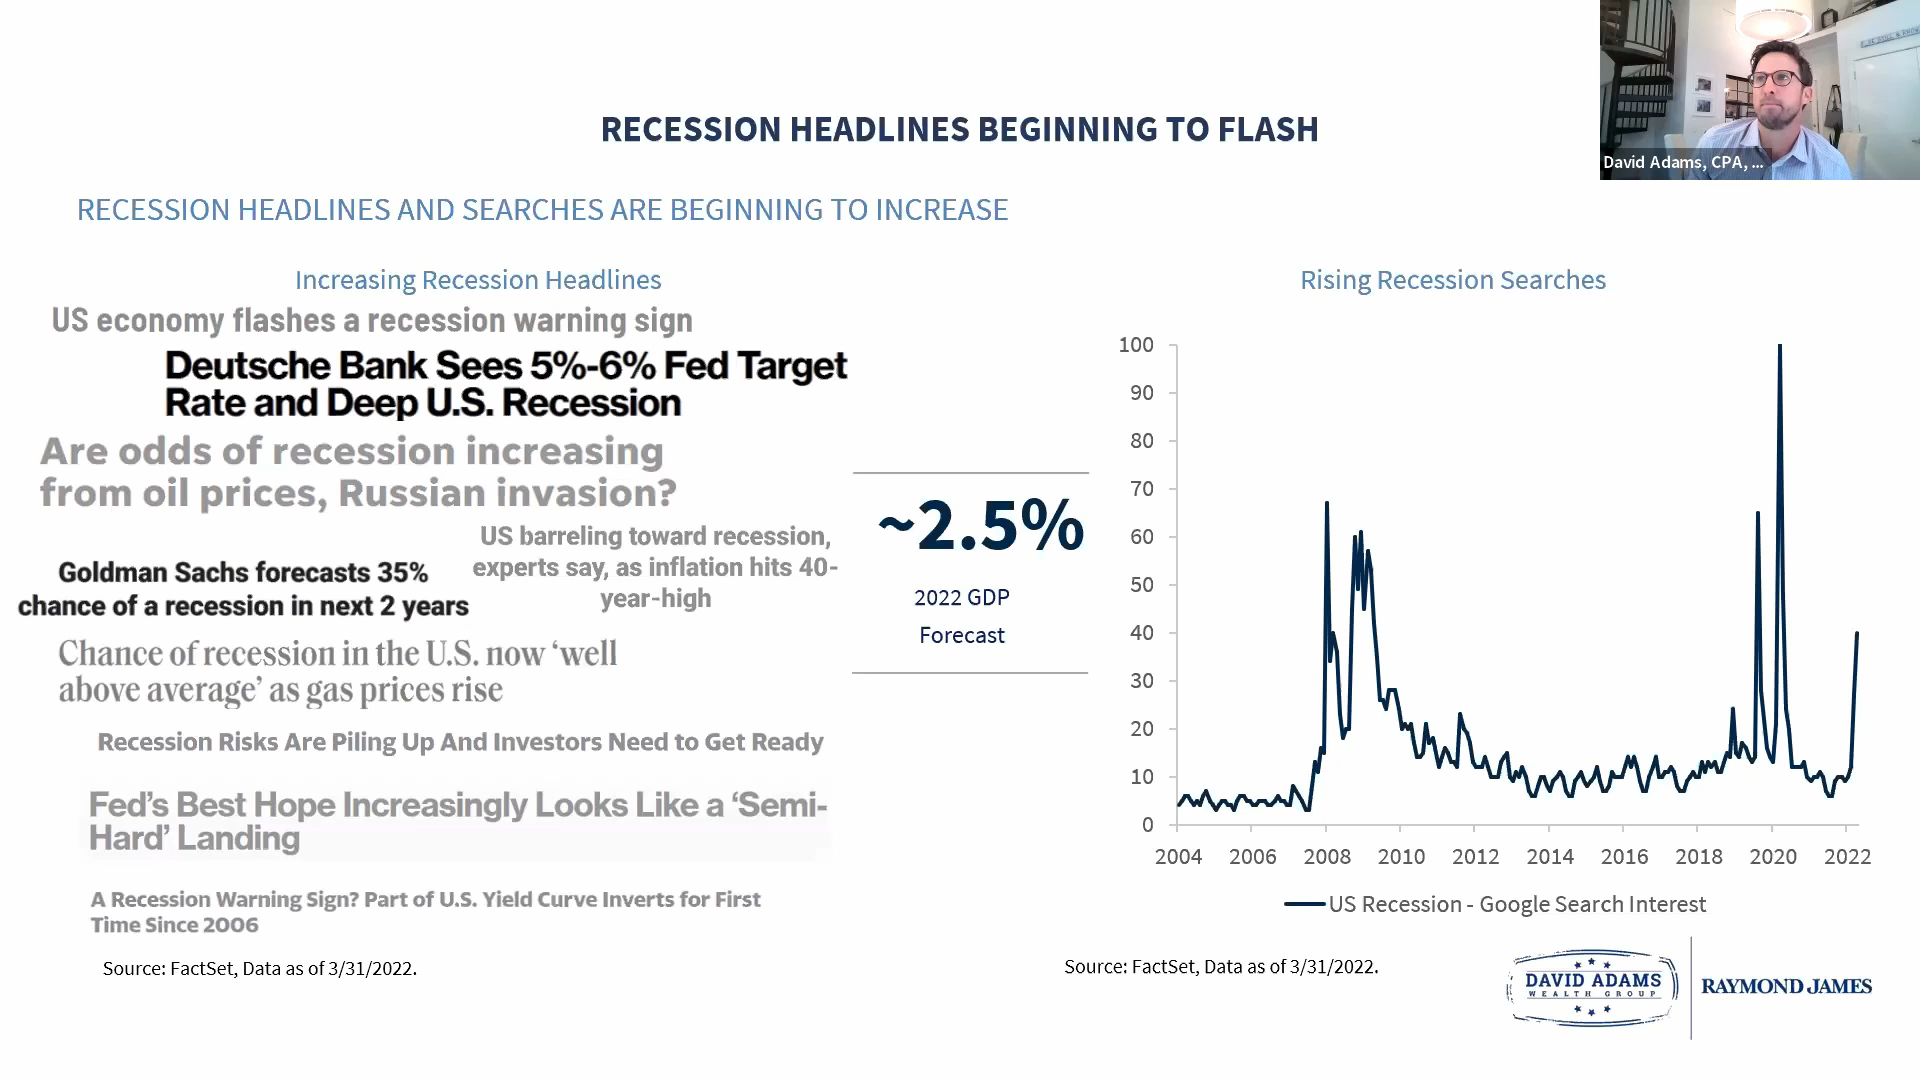 RECESSION HEADLINES BEGINNING TO FLASH
David Adams, CPA, ...
RECESSION HEADLINES AND SEARCHES ARE BEGINNING TO INCREASE
Increasing Recession Headlines
US economy flashes a recession warning sign
Deutsche Bank Sees 5%-6% Fed Target
Rate and Deep U.S. Recession
Are odds of recession increasing
from oil prices, Russian invasion?
US barreling toward recession,
experts say, as inflation hits 40-
year-high
Goldman Sachs forecasts 35%
chance of a recession in next 2 years
Chance of recession in the U.S. now ‘well
above average’ as gas prices rise
Recession Risks Are Piling Up And Investors Need to Get Ready
Fed’s Best Hope Increasingly Looks Like a ‘Semi-
Hard’ Landing
A Recession Warning Sign? Part of U.S. Yield Curve Inverts for First
Time Since 2006
Source: FactSet, Data as of 3/31/2022.
~2.5%
2022 GDP
Forecast
Rising Recession Searches
100
90
80
70
60
50
40
30
20
10
0
2004 2006 2008 2010 2012 2014 2016 2018 2020 2022
US Recession - Google Search Interest
Source: FactSet, Data as of 3/31/2022.
DAVID ADAMS
WEALTH GROUP
RAYMOND JAMES